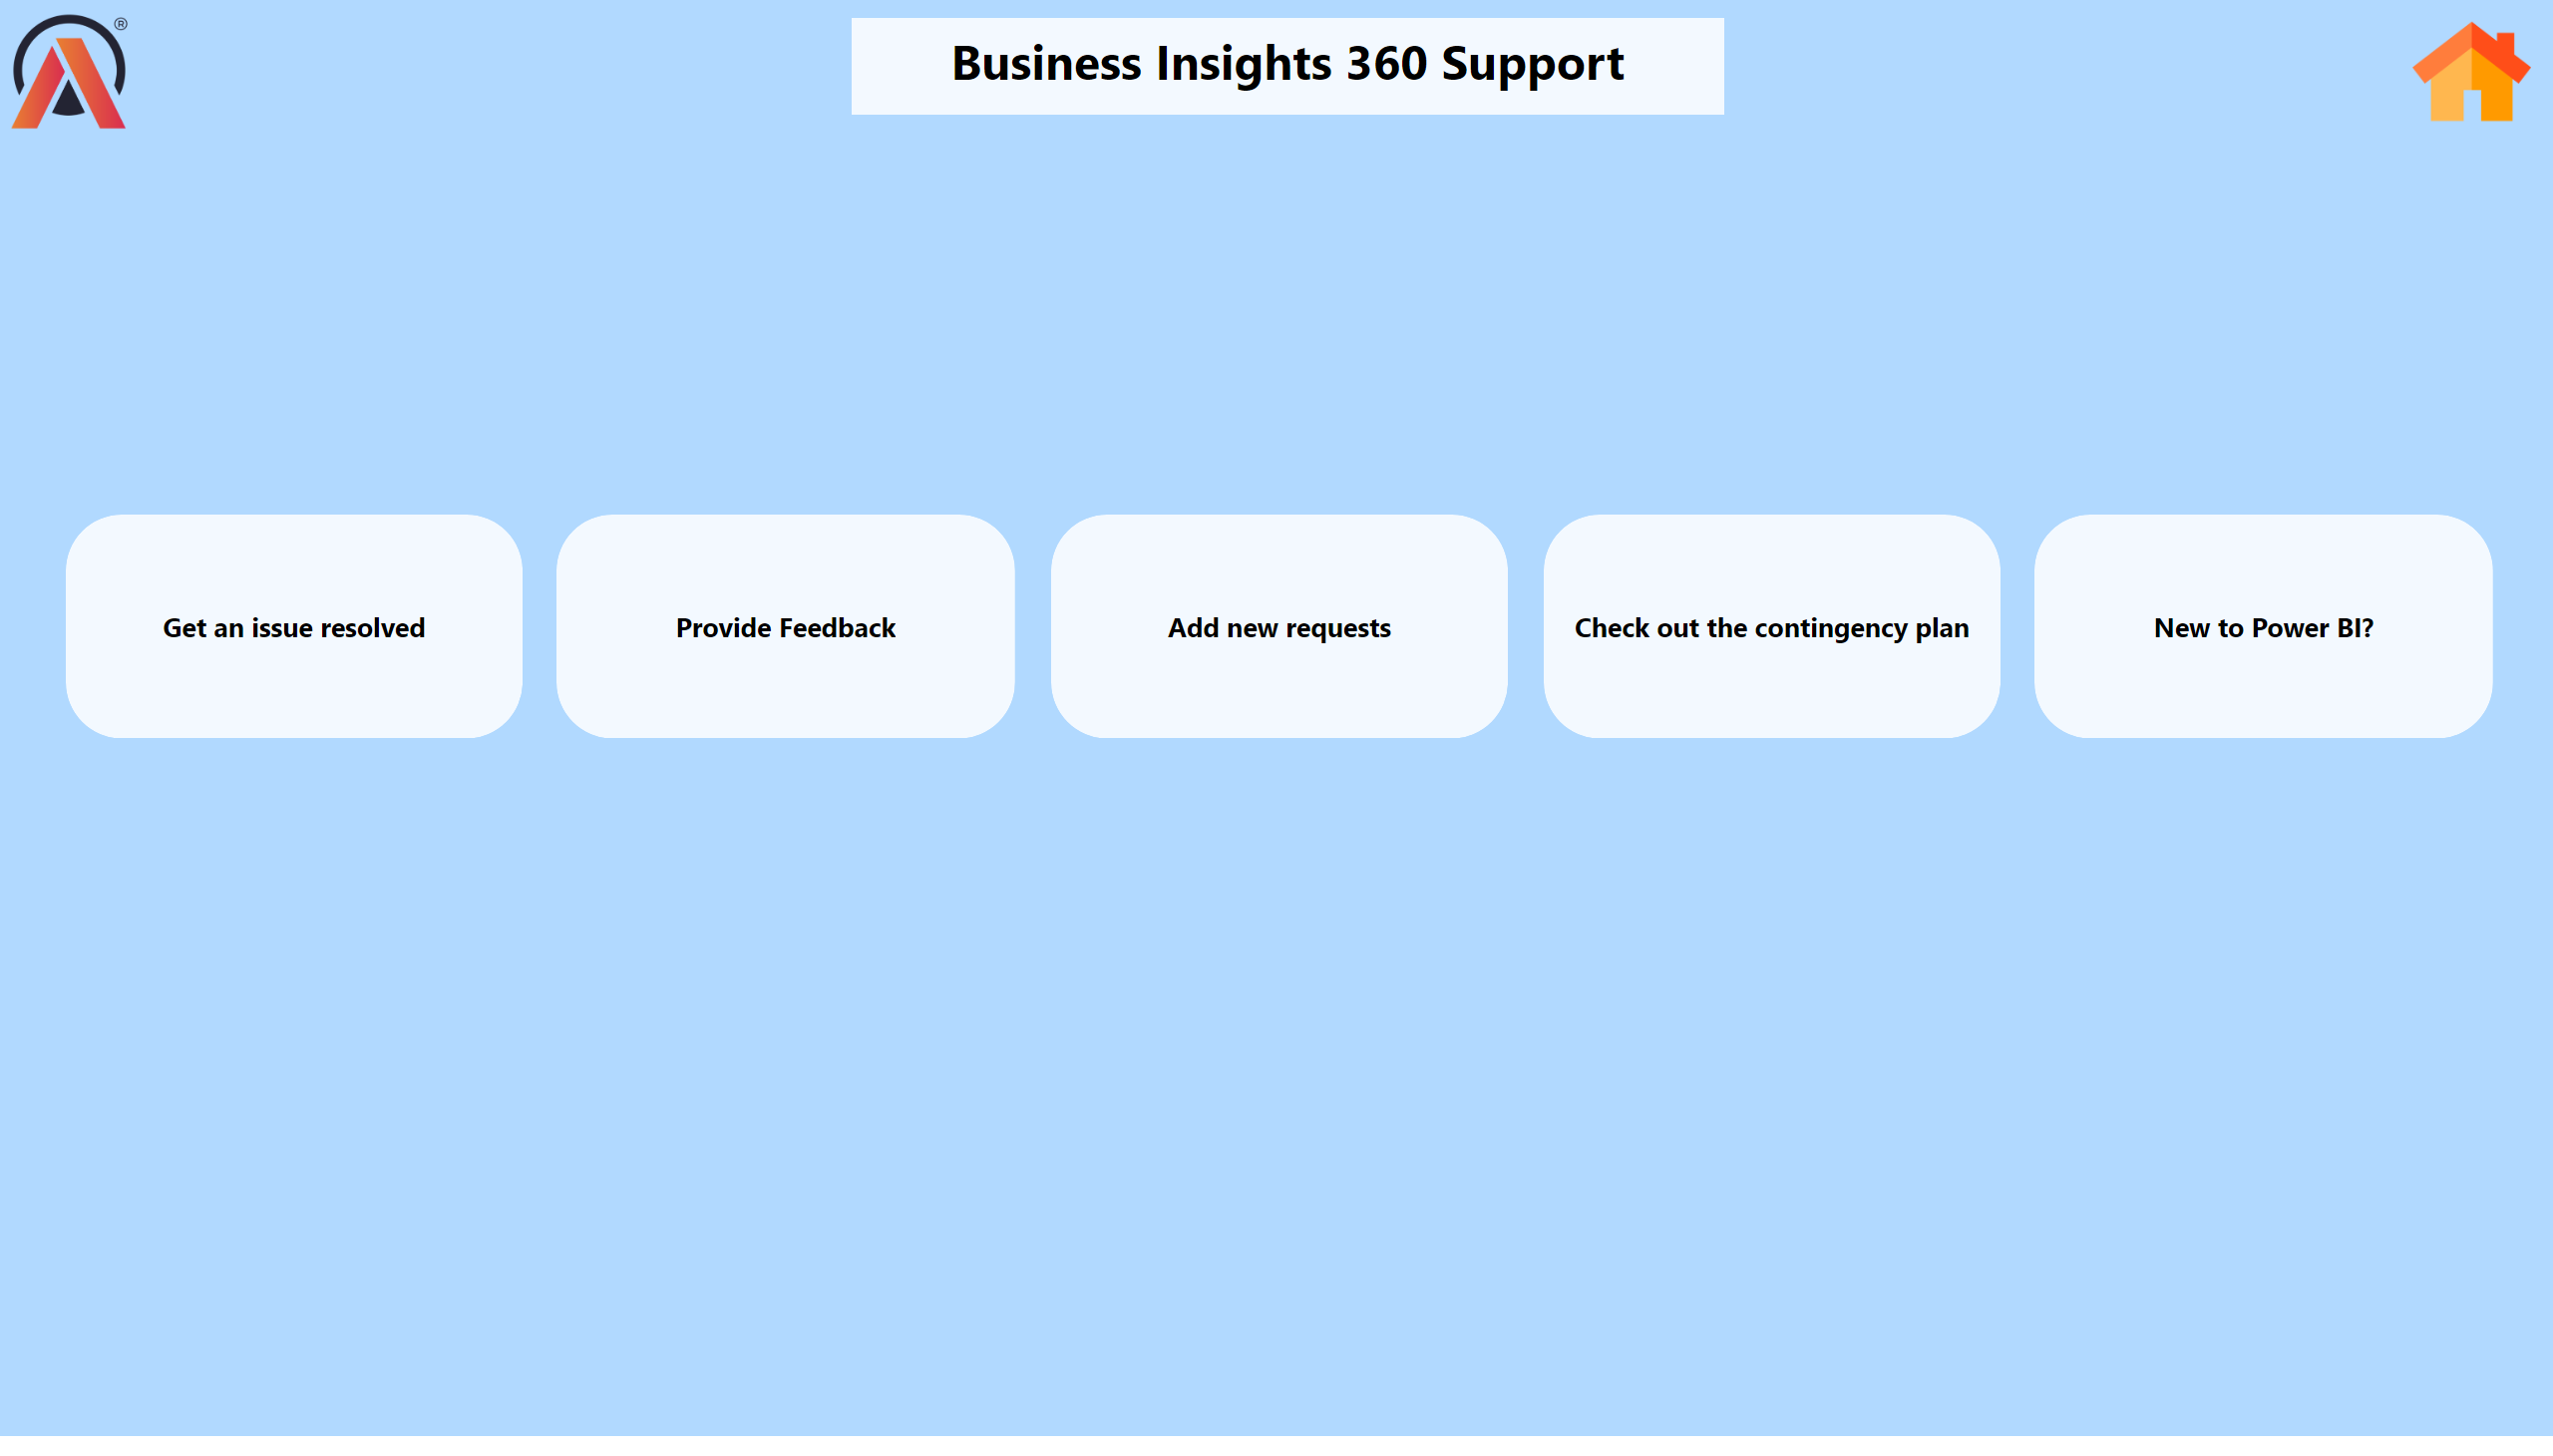 ®
Business Insights 360 Support
Get an issue resolved
Provide Feedback
Add new requests
Check out the contingency plan
New to Power BI?